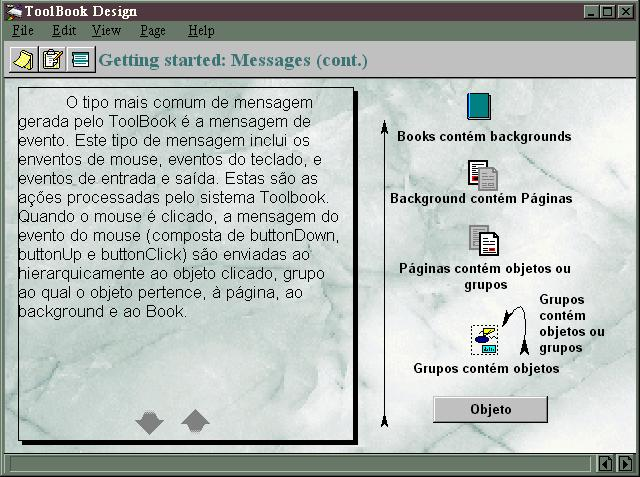 ToolBook Design
File Edit View Page Help
Getting started: Messages (cont.)
O tipo mais comum de mensagem
gerada pelo ToolBook é a mensagem de
evento. Este tipo de mensagem inclui os
enventos de mouse, eventos do teclado, e
eventos de entrada e saída. Estas são as
ações processadas pelo sistema Toolbook.
Quando o mouse é clicado, a mensagem do
evento do mouse (composta de buttonDown,
buttonUp e buttonClick) são enviadas ao
hierarquicamente ao objeto clicado, grupo
ao qual o objeto pertence, à página, ao
background e ao Book.
Books contém backgrounds
Background contém Páginas
Páginas contém objetos ou
grupos
Grupos
contém
objetos ou
grupos
Grupos contém objetos
Objeto